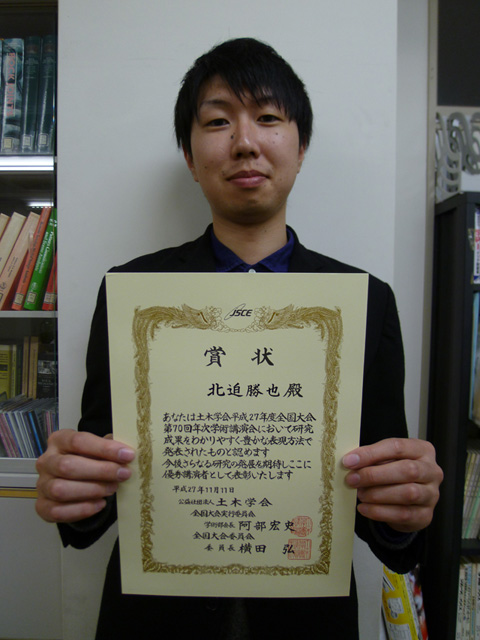 JSCE
賞状
北迫勝也殿
あなたは土木学会平成27年度全国大会
第70回年次学術講演会において研究
成果をわかりやすく豊かな表現方法で
発表されたものと認めます
今後さらなる研究の発展を期待しここに
優秀講演者として表彰いたします
平成27年11月11日
公益社団法人 土木学会
全国大会実行委員会
学術部会長 阿部宏史
全国大会委員会
委員長 横田弘